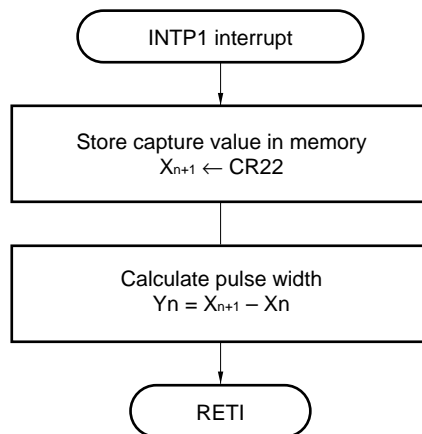 INTP1 interrupt
Store capture value in memory
Xn+1 ← CR22
Calculate pulse width
Yn = Xn+1 – Xn
RETI